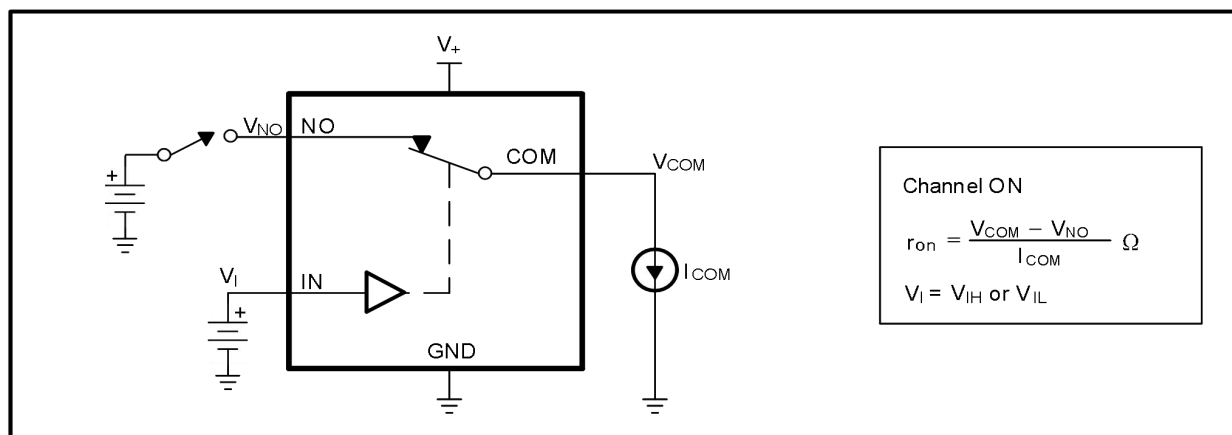 V+
VNO NO
COM
VCOM
+
ICOM
VI IN
+
GND
Channel ON
ron = VCOM – VNO / ICOM Ω
VI = VIH or VIL